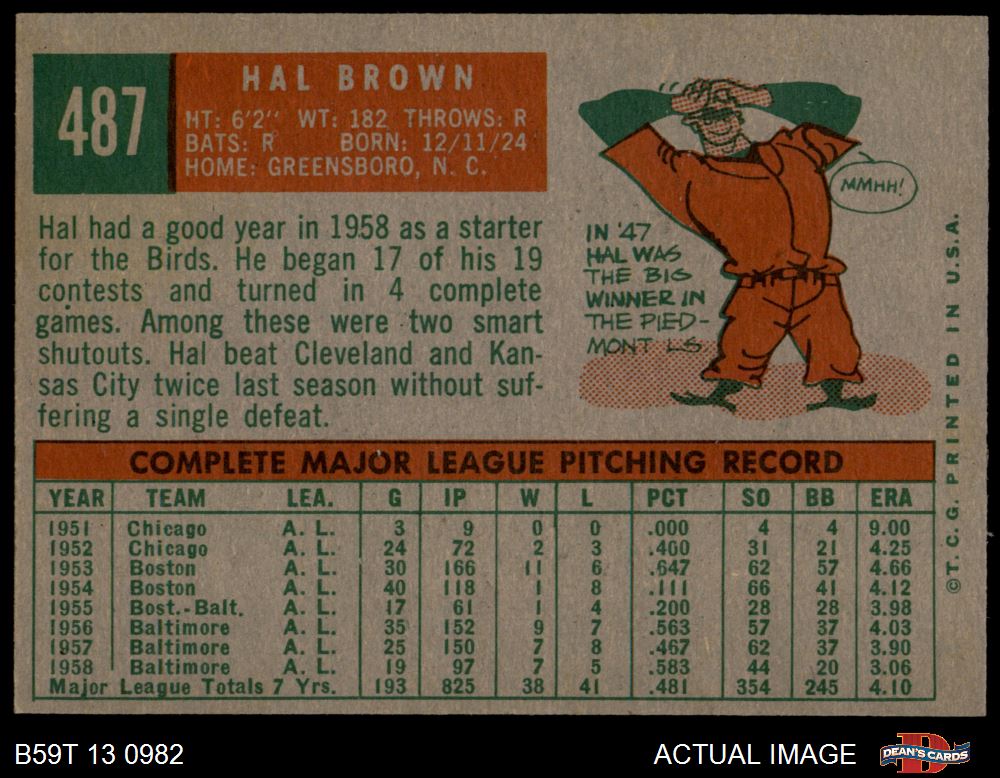 487
HAL BROWN
HT: 6'2" WT: 182 THROWS: R
BATS: R BORN: 12/11/24
HOME: GREENSBORO, N. C.
Hal had a good year in 1958 as a starter
for the Birds. He began 17 of his 19
contests and turned in 4 complete
games. Among these were two smart
shutouts. Hal beat Cleveland and Kan-
sas City twice last season without suf-
fering a single defeat.
IN '47
HAL WAS
THE BIG
WINNER IN
THE PIED-
MONT LS
MMHH!
COMPLETE MAJOR LEAGUE PITCHING RECORD
YEAR TEAM LEA. G IP W L PCT SO BB ERA
1951 Chicago A. L. 3 9 0 0 .000 4 4 9.00
1952 Chicago A. L. 24 72 2 3 .400 31 21 4.25
1953 Boston A. L. 30 166 11 6 .647 62 57 4.66
1954 Boston A. L. 40 118 1 8 .111 66 41 4.12
1955 Bost.-Balt. A. L. 17 61 1 4 .200 28 28 3.98
1956 Baltimore A. L. 35 152 9 7 .563 57 37 4.03
1957 Baltimore A. L. 25 150 7 8 .467 62 37 3.90
1958 Baltimore A. L. 19 97 7 5 .583 44 20 3.06
Major League Totals 7 Yrs. 193 825 38 41 .481 354 245 4.10
©T. C. G. PRINTED IN U.S.A.
B59T 13 0982
ACTUAL IMAGE
DEAN'S CARDS